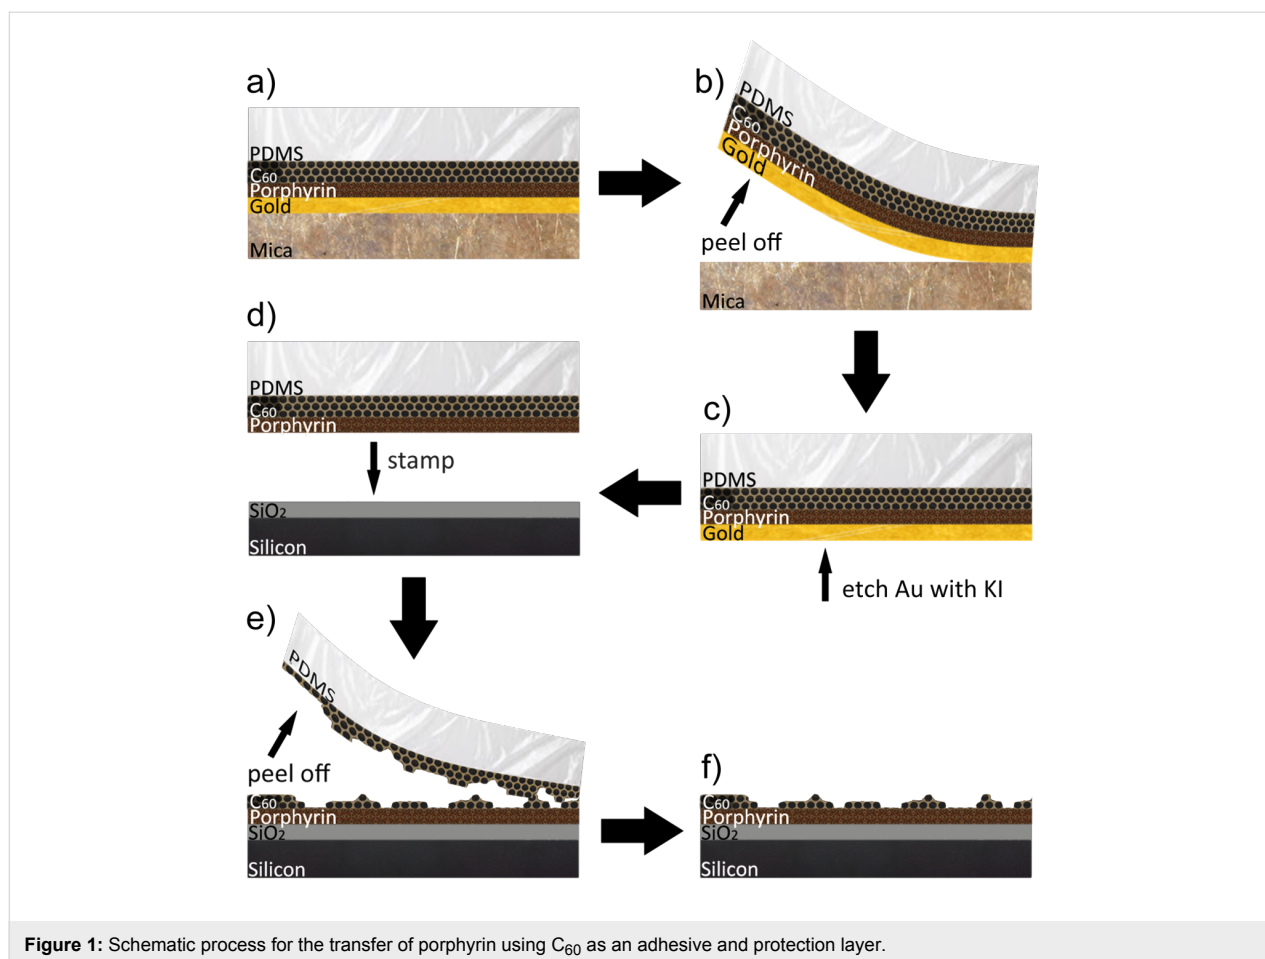 a)
PDMS
C60
Porphyrin
Gold
Mica
b)
PDMS
C60
Porphyrin
Gold
peel off
Mica
c)
PDMS
C60
Porphyrin
Gold
etch Au with KI
d)
PDMS
C60
Porphyrin
stamp
SiO2
Silicon
e)
PDMS
peel off
C60
Porphyrin
SiO2
Silicon
f)
C60
Porphyrin
SiO2
Silicon
Figure 1: Schematic process for the transfer of porphyrin using C60 as an adhesive and protection layer.